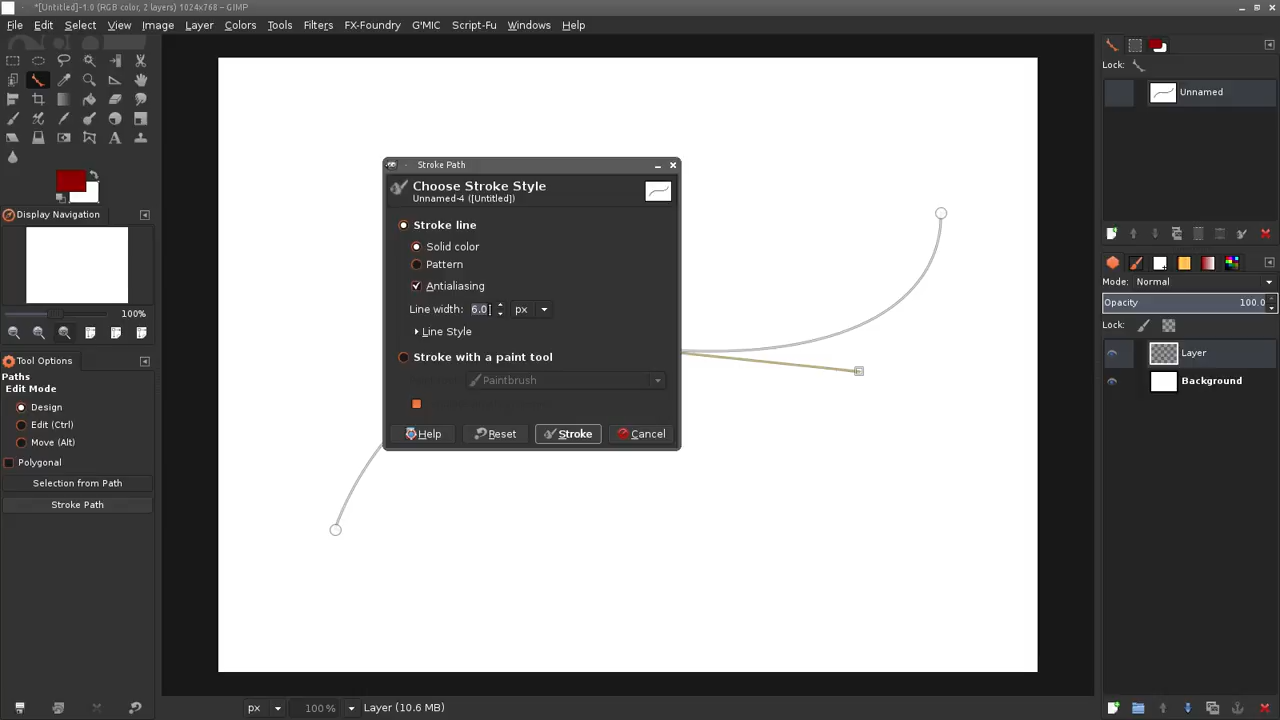 *[Untitled]-1.0 (RGB color, 2 layers) 1024x768 – GIMP
File Edit Select View Image Layer Colors Tools Filters FX-Foundry G'MIC Script-Fu Windows Help
Display Navigation
100%
Tool Options
Paths
Edit Mode
Design
Edit (Ctrl)
Move (Alt)
Polygonal
Selection from Path
Stroke Path
Stroke Path
Choose Stroke Style
Unnamed-4 ([Untitled])
Stroke line
Solid color
Pattern
Antialiasing
Line width: 6.0 px
Line Style
Stroke with a paint tool
Paintbrush
Help Reset Stroke Cancel
px 100 % Layer (10.6 MB)
Lock:
Unnamed
Mode: Normal
Opacity 100.0
Lock:
Layer
Background